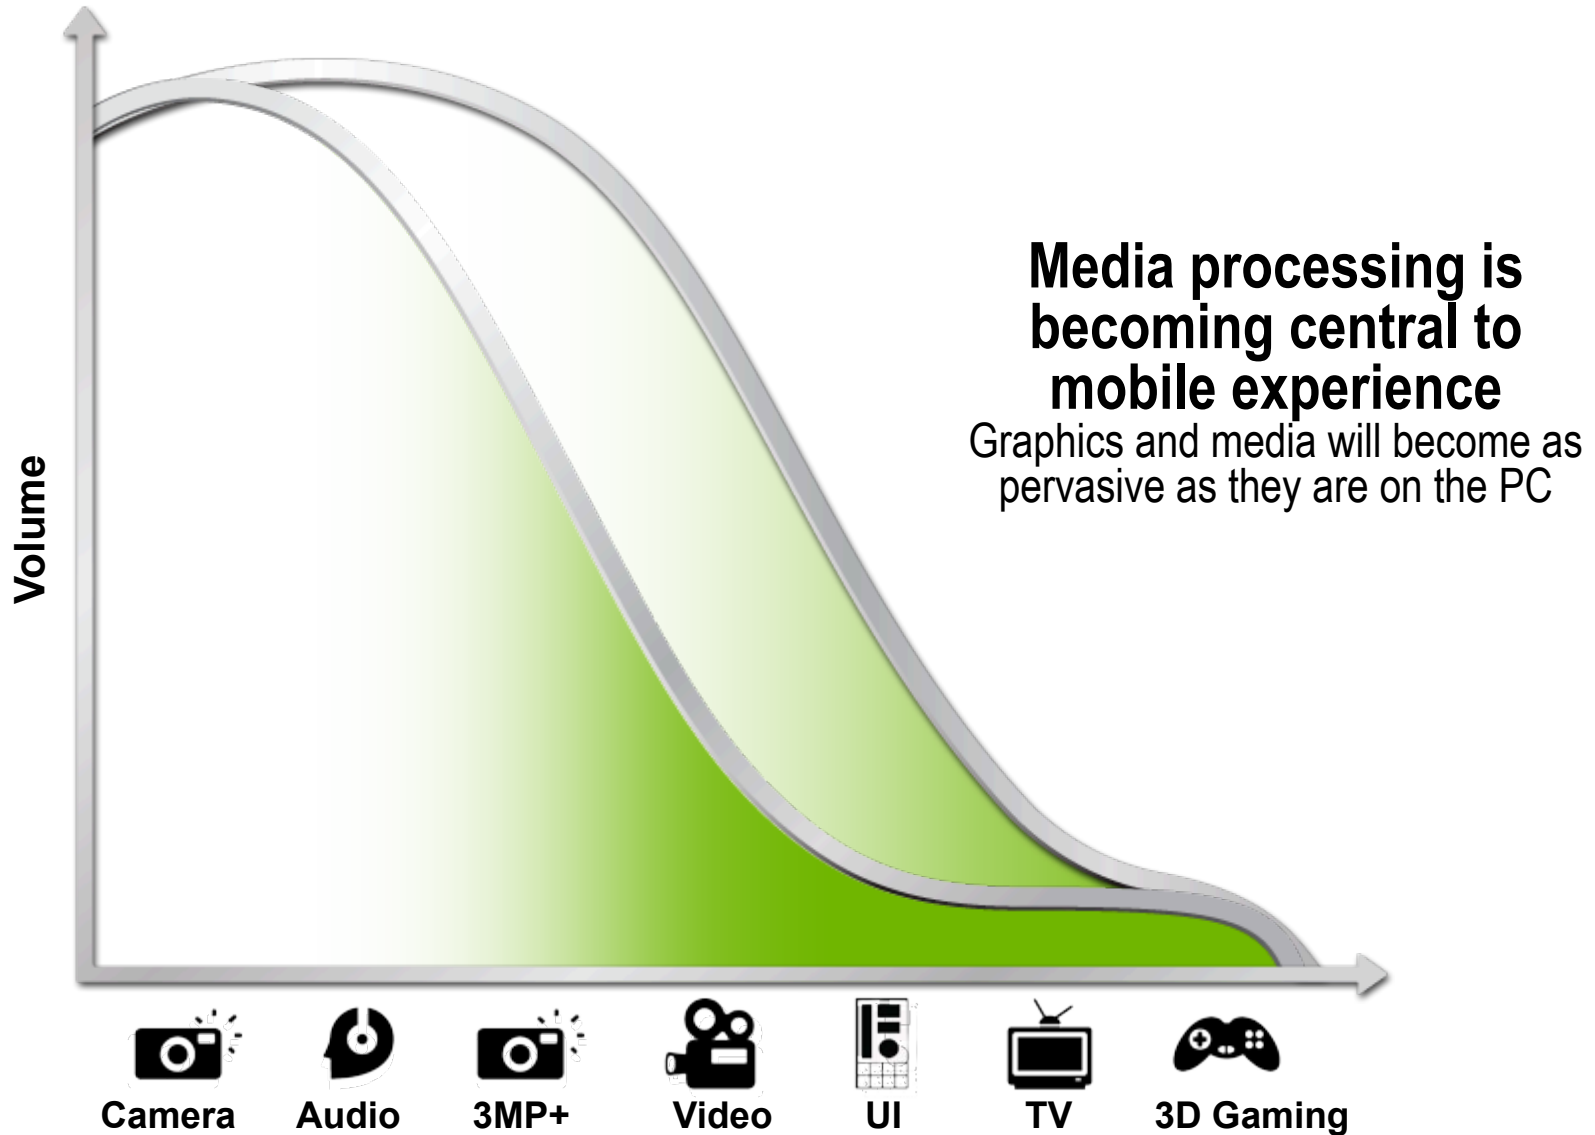 Media processing is
becoming central to
mobile experience
Graphics and media will become as
pervasive as they are on the PC
Volume
Camera
Audio
3MP+
Video
UI
TV
3D Gaming